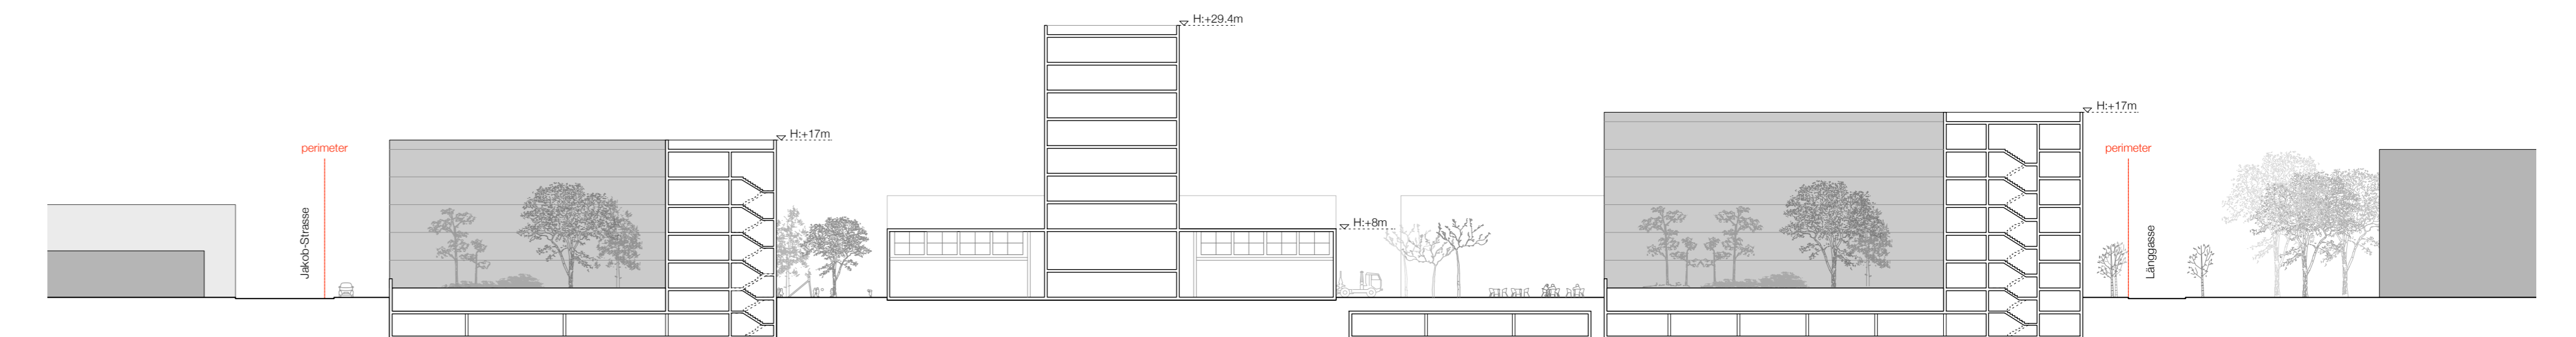 H:+29.4m
H:+17m
H:+17m
perimeter
perimeter
Jakob-Strasse
H:+8m
Länggasse